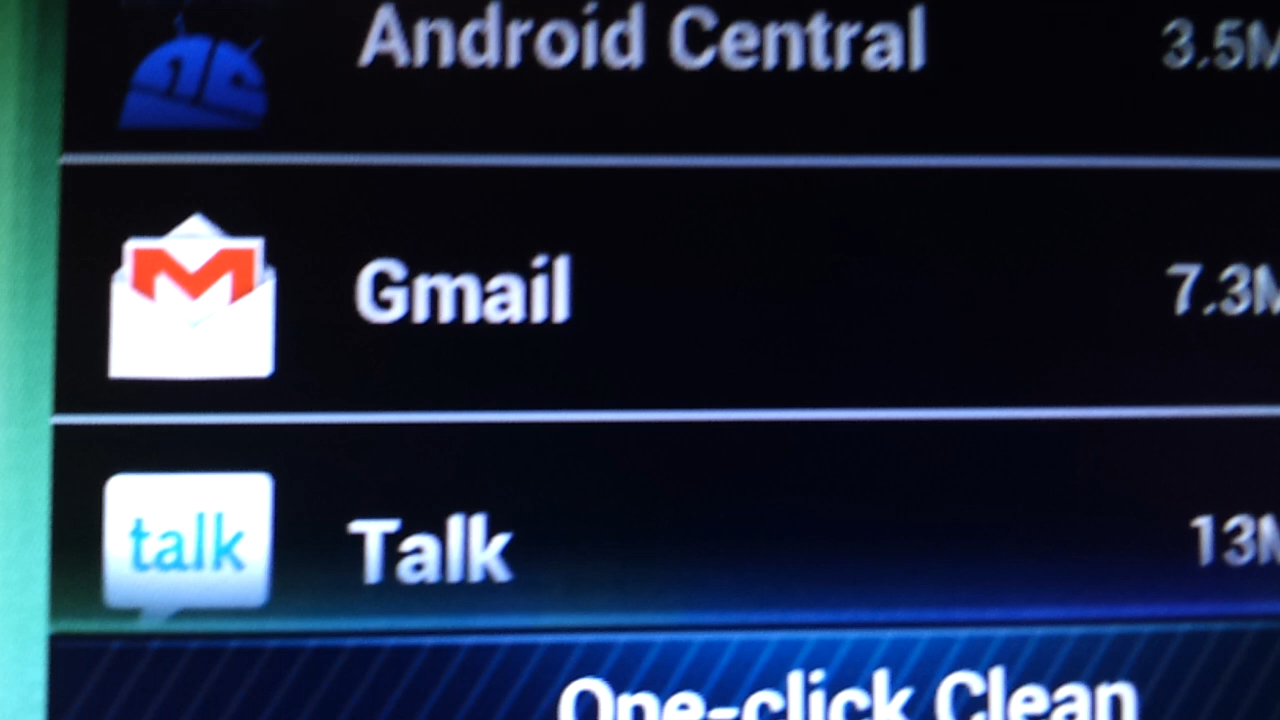 Android Central 3.5M
Gmail 7.3M
talk Talk 13M
One-click Clean